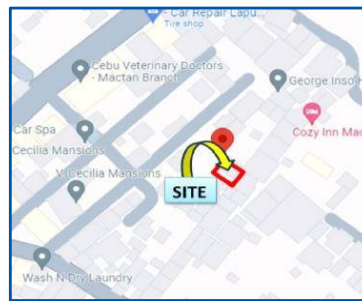 Car Repair Lapu...
Tire shop
Cebu Veterinary Doctors
- Mactan Branch
George Inso H
Car Spa
Cecilia Mansions
Cozy Inn Mac
V. Cecilia Mansions
SITE
Wash N Dry Laundry